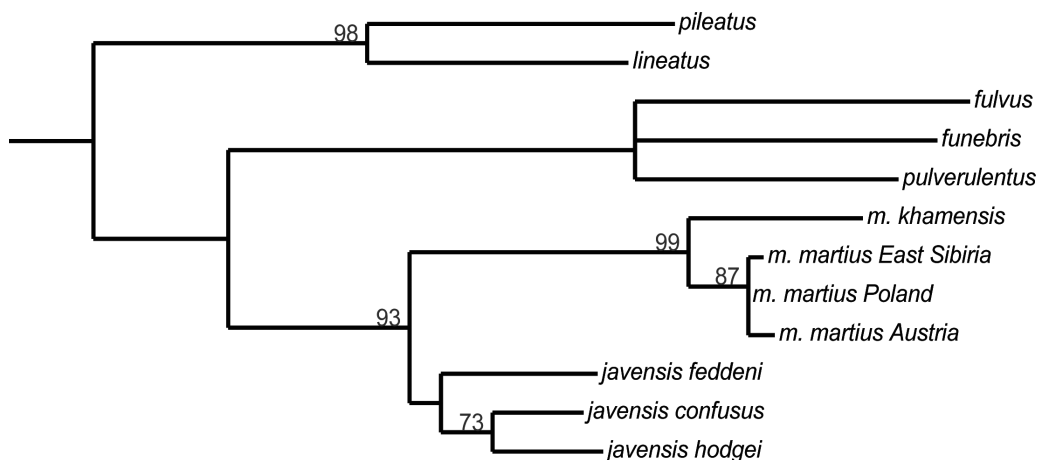 98
pileatus
lineatus
fulvus
funebris
pulverulentus
m. khamensis
99
m. martius East Sibiria
87
m. martius Poland
93
m. martius Austria
javensis feddeni
javensis confusus
73
javensis hodgei